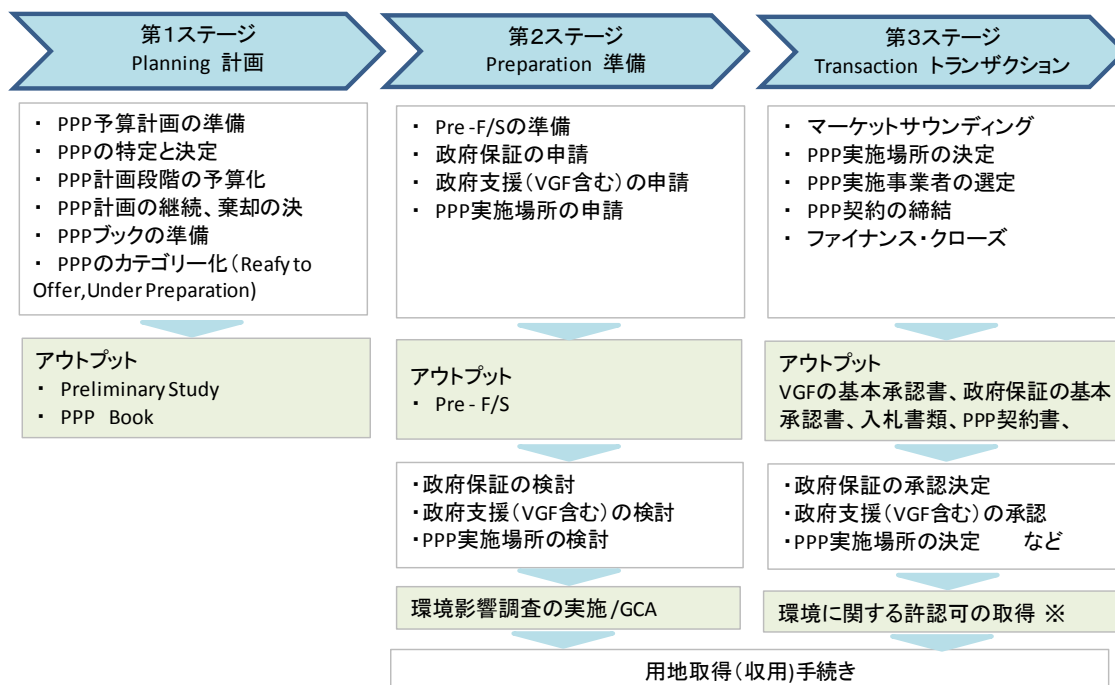 第1ステージ
Planning 計画
・ PPP予算計画の準備
・ PPPの特定と決定
・ PPP計画段階の予算化
・ PPP計画の継続、棄却の決
・ PPPブックの準備
・ PPPのカテゴリー化(Reafy to
Offer,Under Preparation)
アウトプット
・ Preliminary Study
・ PPP Book
第2ステージ
Preparation 準備
・ Pre-F/Sの準備
・ 政府保証の申請
・ 政府支援(VGF含む)の申請
・ PPP実施場所の申請
アウトプット
・ Pre - F/S
・政府保証の検討
・政府支援(VGF含む)の検討
・PPP実施場所の検討
環境影響調査の実施/GCA
第3ステージ
Transaction トランザクション
・ マーケットサウンディング
・ PPP実施場所の決定
・ PPP実施事業者の選定
・ PPP契約の締結
・ ファイナンス・クローズ
アウトプット
VGFの基本承認書、政府保証の基本
承認書、入札書類、PPP契約書、
・政府保証の承認決定
・政府支援(VGF含む)の承認
・PPP実施場所の決定 など
環境に関する許認可の取得 ※
用地取得(収用)手続き